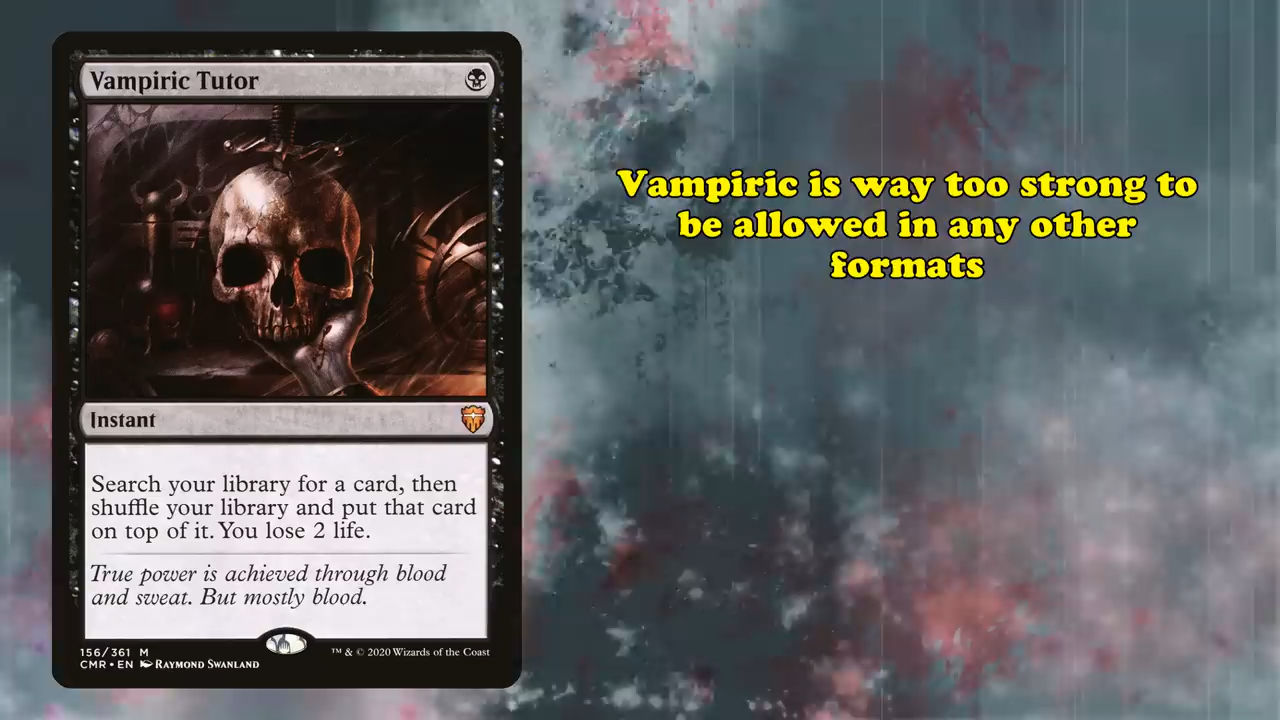 Vampiric Tutor
Vampiric is way too strong to
be allowed in any other
formats
Instant
Search your library for a card, then
shuffle your library and put that card
on top of it. You lose 2 life.
True power is achieved through blood
and sweat. But mostly blood.
156/361 M
CMR • EN Raymond Swanland
™ & © 2020 Wizards of the Coast